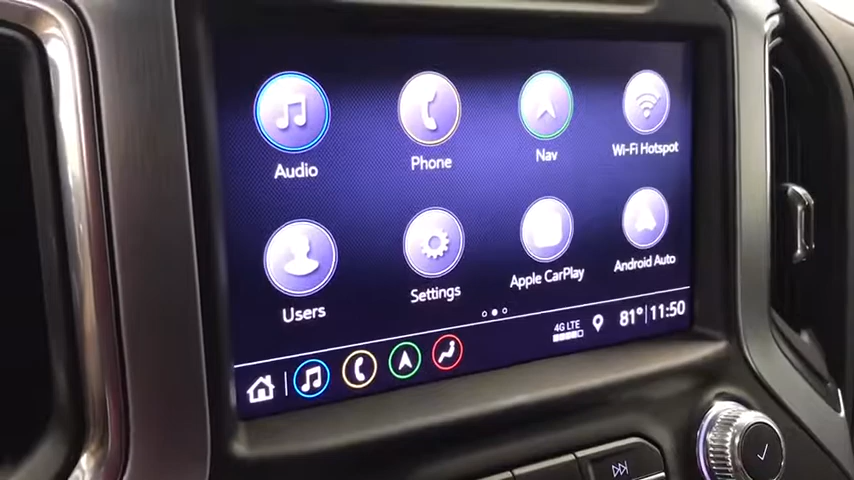 Audio Phone Nav Wi-Fi Hotspot
Users Settings Apple CarPlay Android Auto
4G LTE 81° 11:50